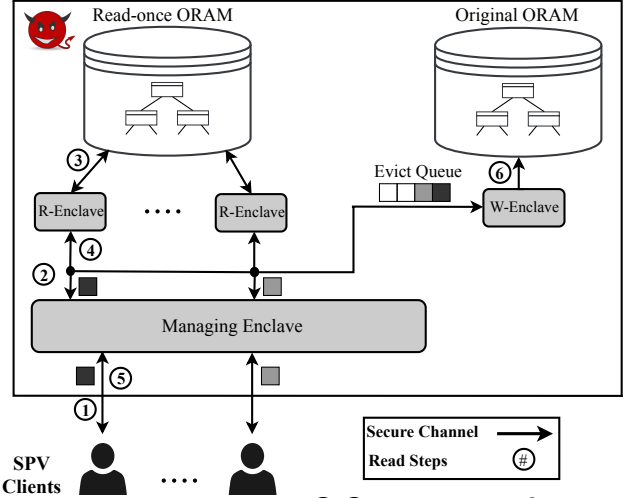 Read-once ORAM
Original ORAM
3
Evict Queue
6
R-Enclave
....
R-Enclave
W-Enclave
4
2
Managing Enclave
5
1
Secure Channel
Read Steps
#
SPV
Clients
....